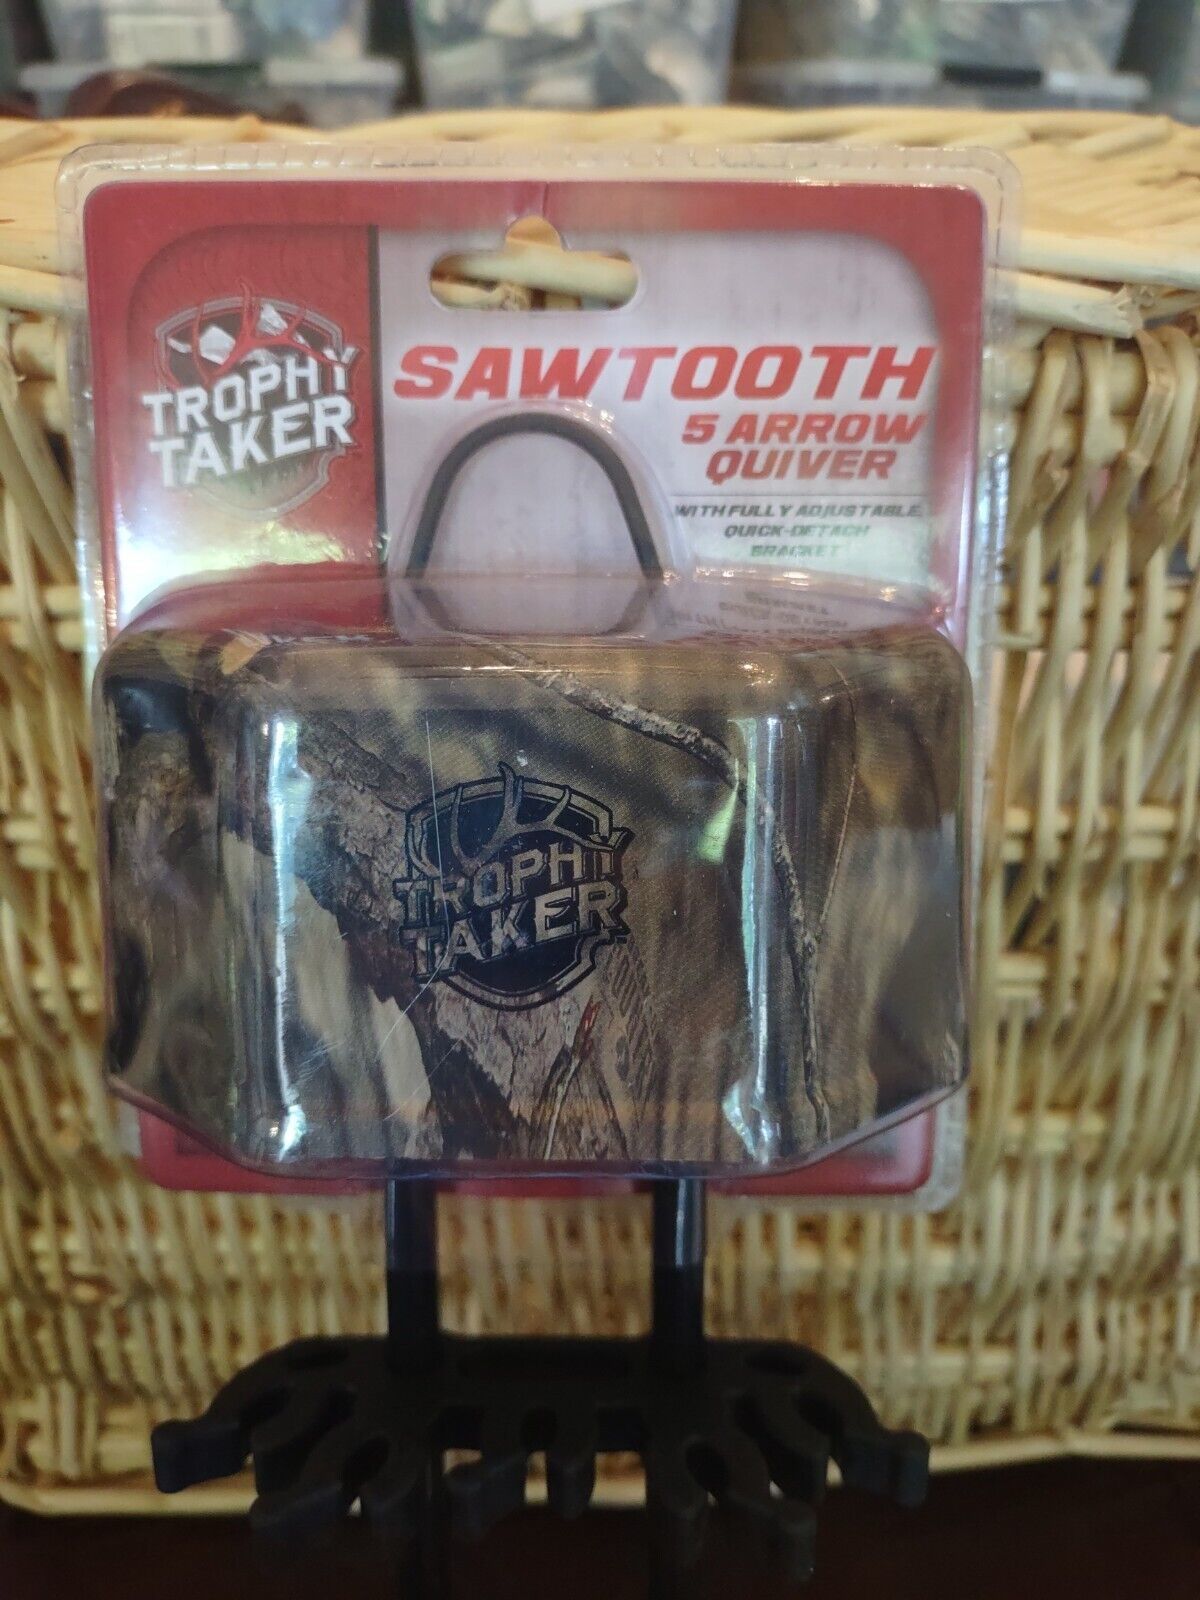 TROPHY
TAKER
SAWTOOTH
5 ARROW
QUIVER
WITH FULLY ADJUSTABLE
QUICK-DETACH
BRACKET
TROPHY
TAKER